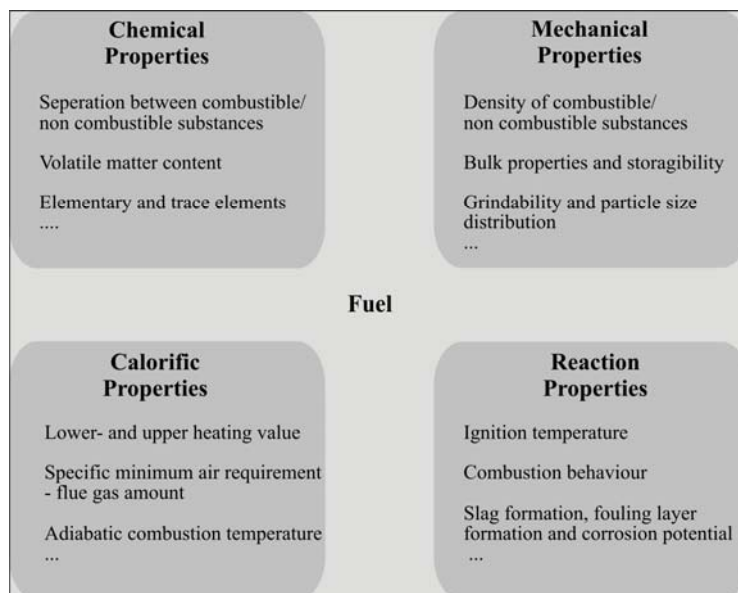 Chemical
Properties
Seperation between combustible/
non combustible substances
Volatile matter content
Elementary and trace elements
....
Mechanical
Properties
Density of combustible/
non combustible substances
Bulk properties and storagibility
Grindability and particle size
distribution
...
Fuel
Calorific
Properties
Lower- and upper heating value
Specific minimum air requirement
- flue gas amount
Adiabatic combustion temperature
...
Reaction
Properties
Ignition temperature
Combustion behaviour
Slag formation, fouling layer
formation and corrosion potential
...